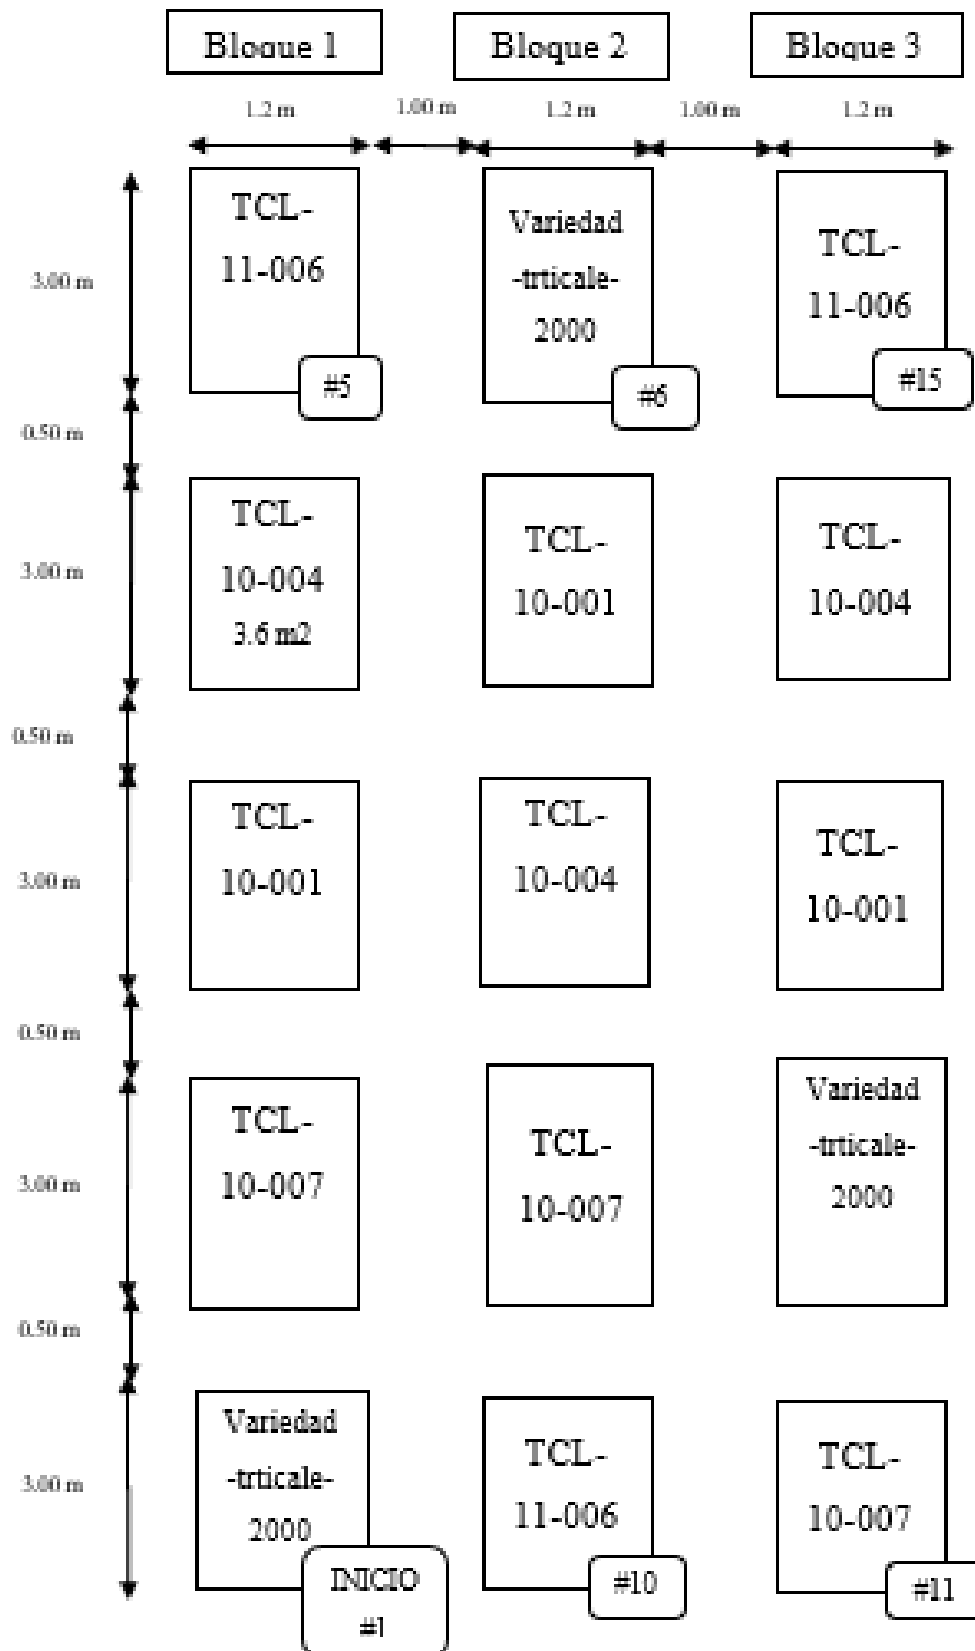 Bloque 1
Bloque 2
Bloque 3
1.2 m
1.00 m
1.2 m
1.00 m
1.2 m
3.00 m
TCL-
11-006
#5
Variedad
-trticale-
2000
#6
TCL-
11-006
#15
0.50 m
3.00 m
TCL-
10-004
3.6 m2
TCL-
10-001
TCL-
10-004
0.50 m
3.00 m
TCL-
10-001
TCL-
10-004
TCL-
10-001
0.50 m
3.00 m
TCL-
10-007
TCL-
10-007
Variedad
-trticale-
2000
0.50 m
3.00 m
Variedad
-trticale-
2000
INICIO
#1
TCL-
11-006
#10
TCL-
10-007
#11